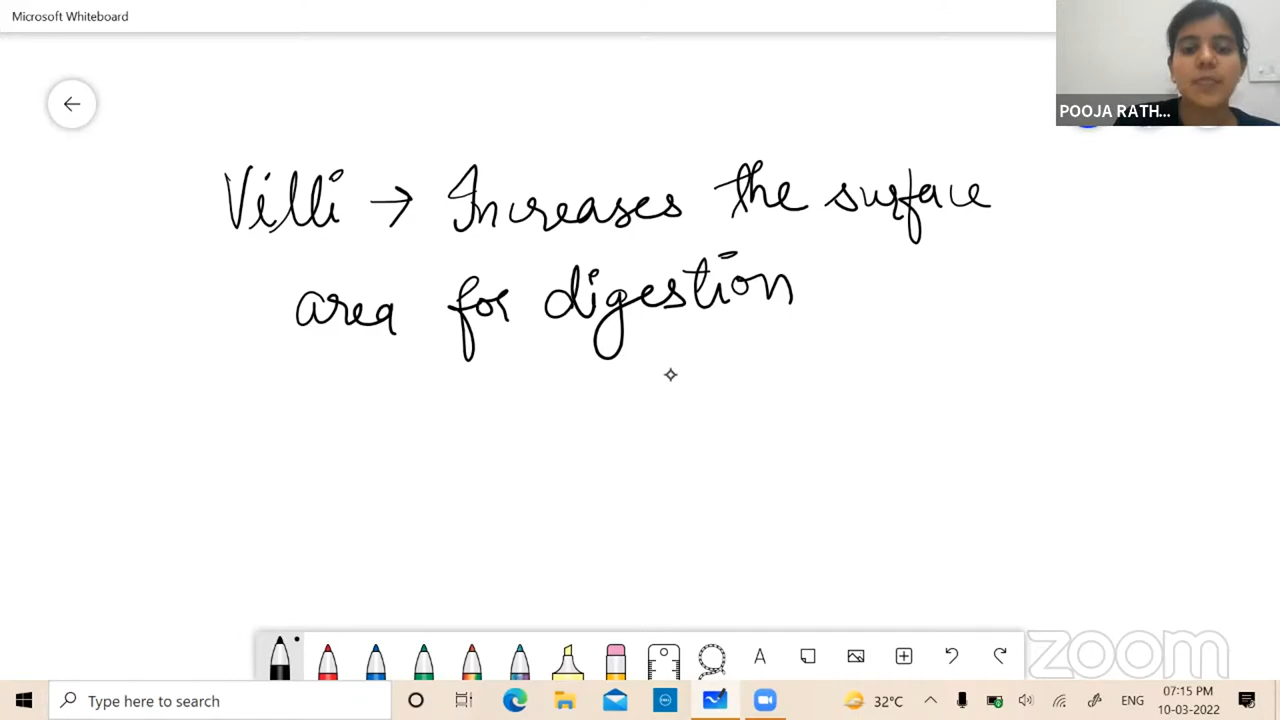 Microsoft Whiteboard
POOJA RATH...
Villi → Increases the surface
area for digestion
zoom
Type here to search
32°C
ENG
07:15 PM
10-03-2022